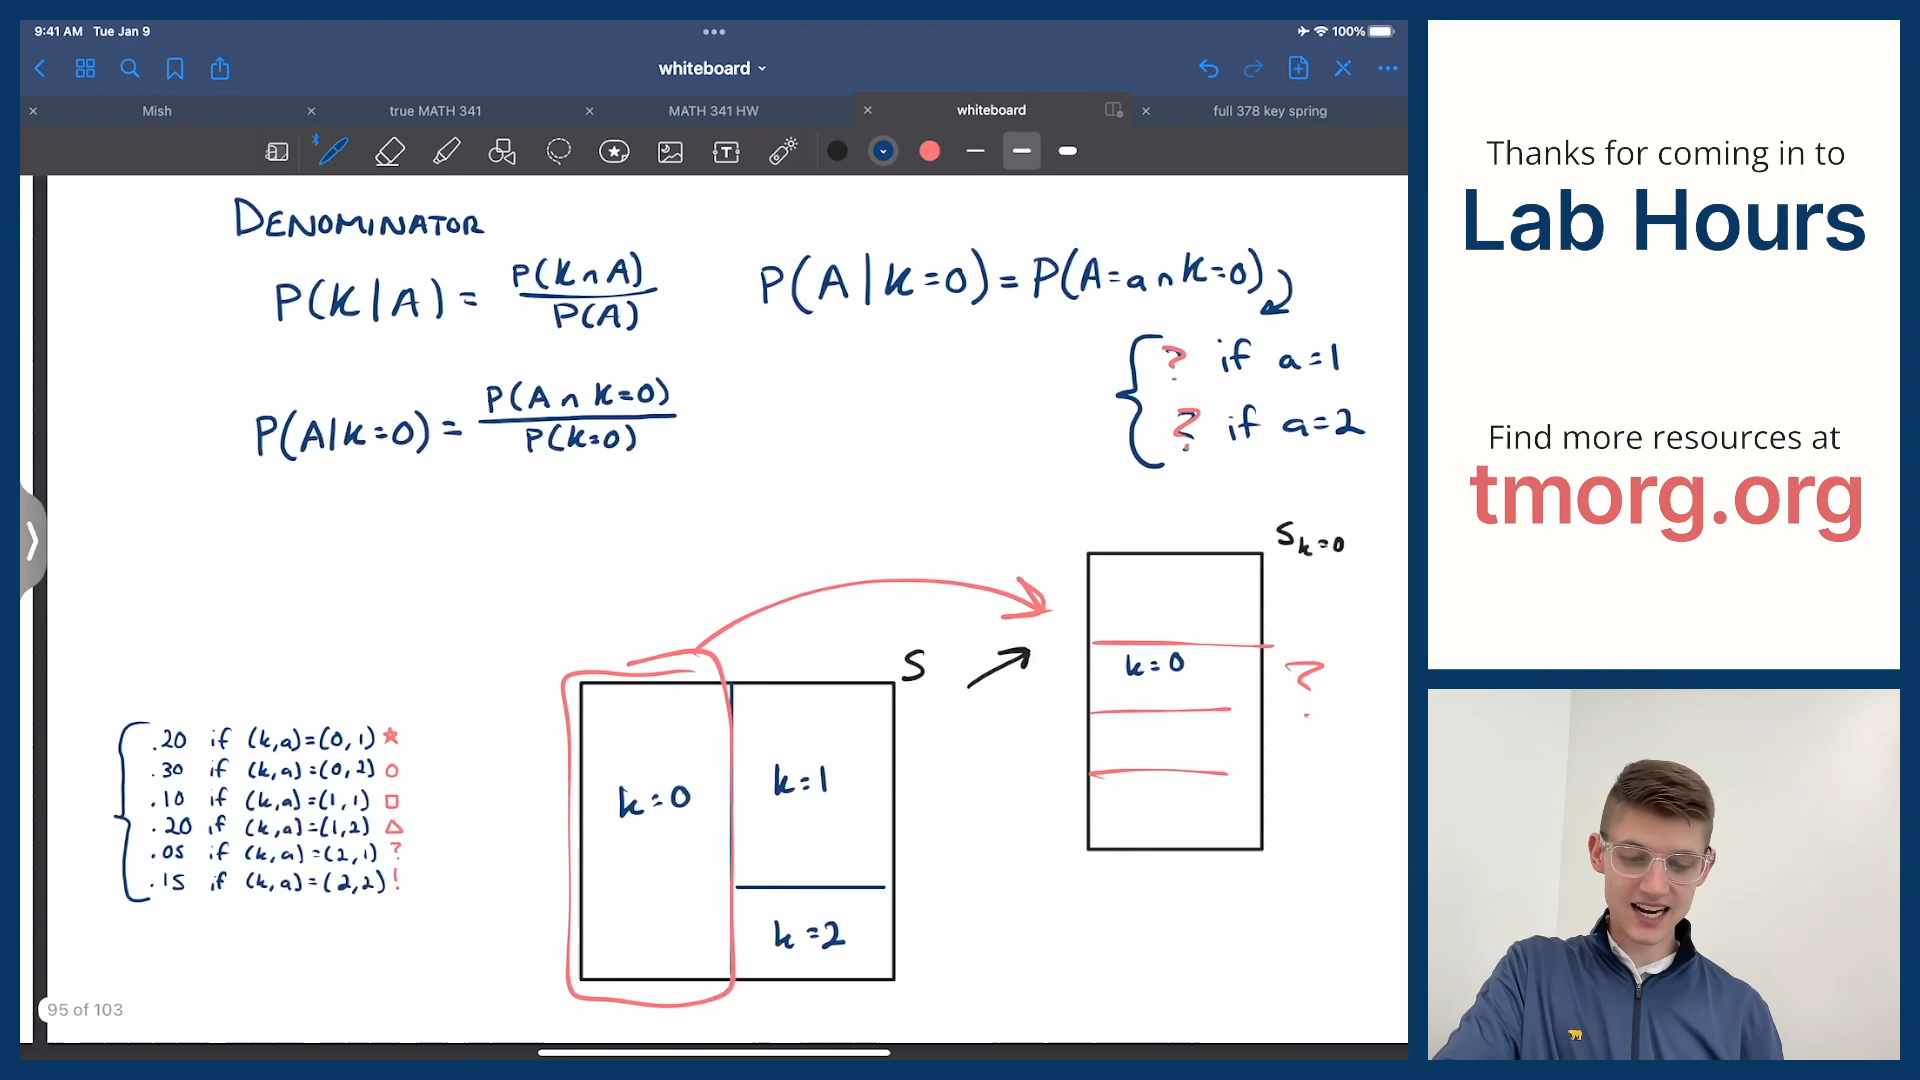 9:41 AM Tue Jan 9
100%
whiteboard
Mish
true MATH 341
MATH 341 HW
whiteboard
full 378 key spring
DENOMINATOR
P(K|A) = P(K∩A) / P(A)
P(A|K=0) = P(A=a∩K=0)
? if a=1
? if a=2
P(A|K=0) = P(A∩K=0) / P(K=0)
S k=0
k=0
?
S
k=0
k=1
k=2
.20 if (k,a)=(0,1) ☆
.30 if (k,a)=(0,2) ○
.10 if (k,a)=(1,1) □
.20 if (k,a)=(1,2) △
.05 if (k,a)=(2,1) ?
.15 if (k,a)=(2,2) !
95 of 103
Thanks for coming in to
Lab Hours
Find more resources at
tmorg.org